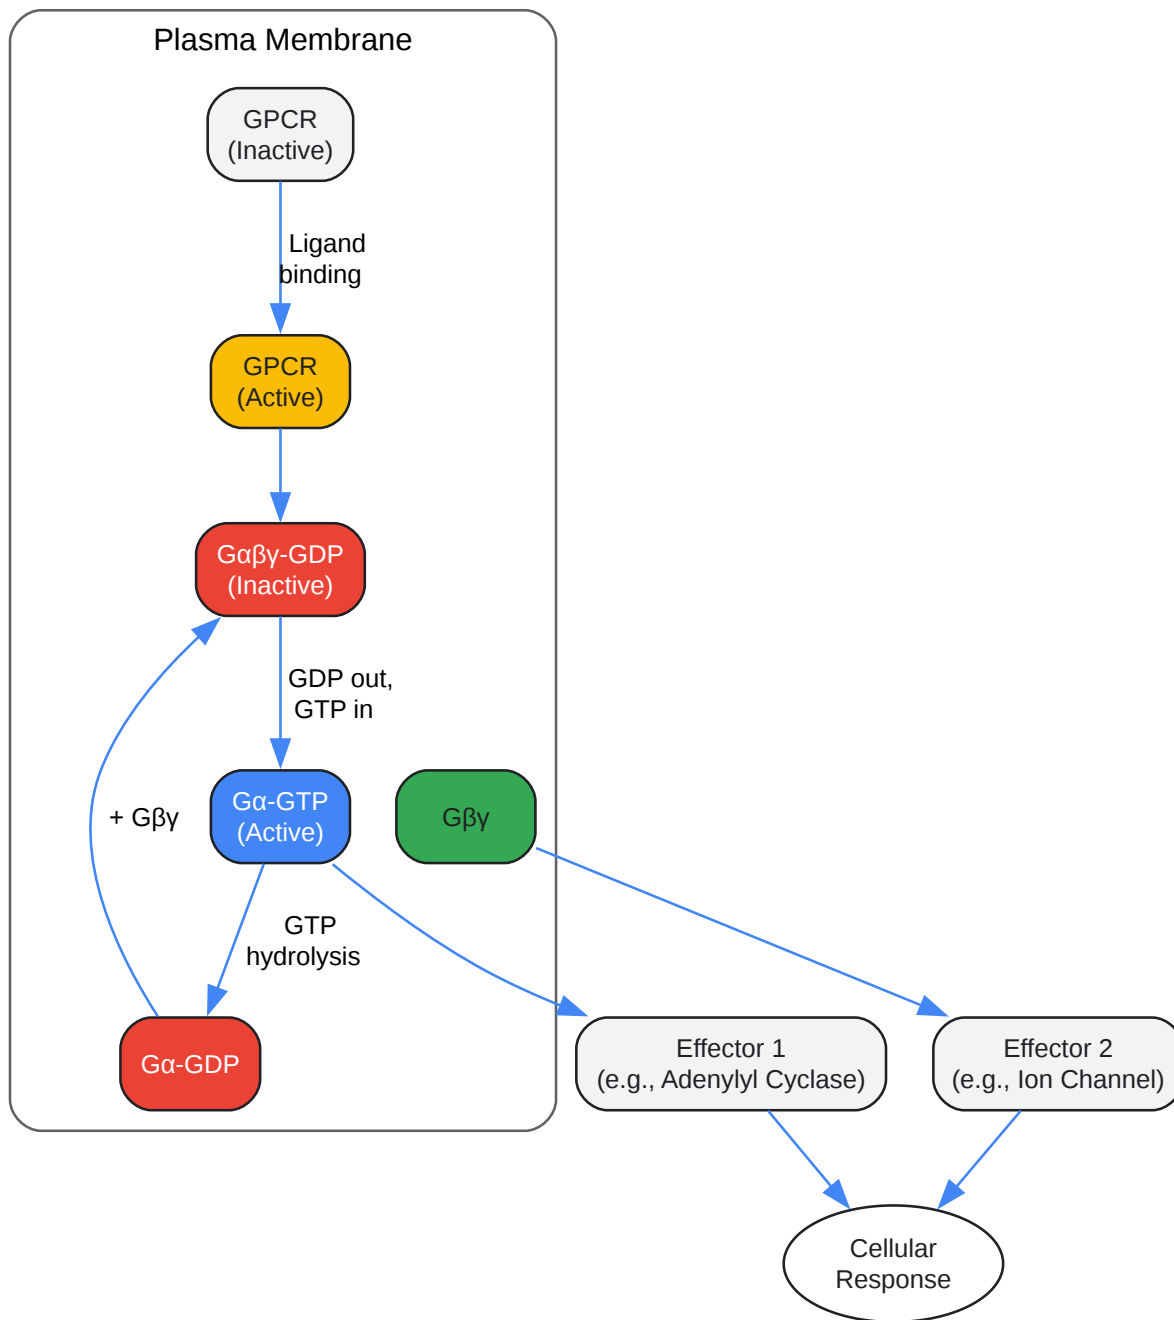 Plasma Membrane
GPCR
(Inactive)
Ligand
binding
GPCR
(Active)
Gαβγ-GDP
(Inactive)
GDP out,
GTP in
+ Gβγ
Gα-GTP
(Active)
Gβγ
GTP
hydrolysis
Gα-GDP
Effector 1
(e.g., Adenylyl Cyclase)
Effector 2
(e.g., Ion Channel)
Cellular
Response